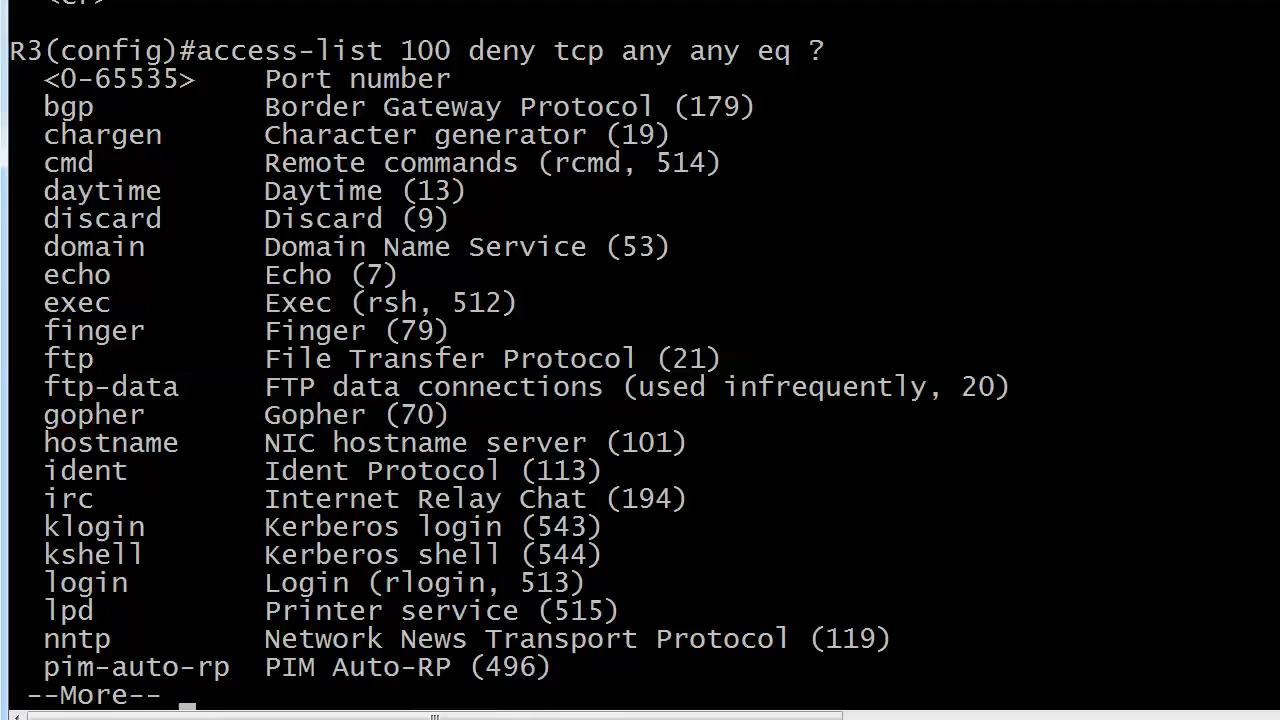 R3(config)#access-list 100 deny tcp any any eq ?
<0-65535> Port number
bgp Border Gateway Protocol (179)
chargen Character generator (19)
cmd Remote commands (rcmd, 514)
daytime Daytime (13)
discard Discard (9)
domain Domain Name Service (53)
echo Echo (7)
exec Exec (rsh, 512)
finger Finger (79)
ftp File Transfer Protocol (21)
ftp-data FTP data connections (used infrequently, 20)
gopher Gopher (70)
hostname NIC hostname server (101)
ident Ident Protocol (113)
irc Internet Relay Chat (194)
klogin Kerberos login (543)
kshell Kerberos shell (544)
login Login (rlogin, 513)
lpd Printer service (515)
nntp Network News Transport Protocol (119)
pim-auto-rp PIM Auto-RP (496)
--More--